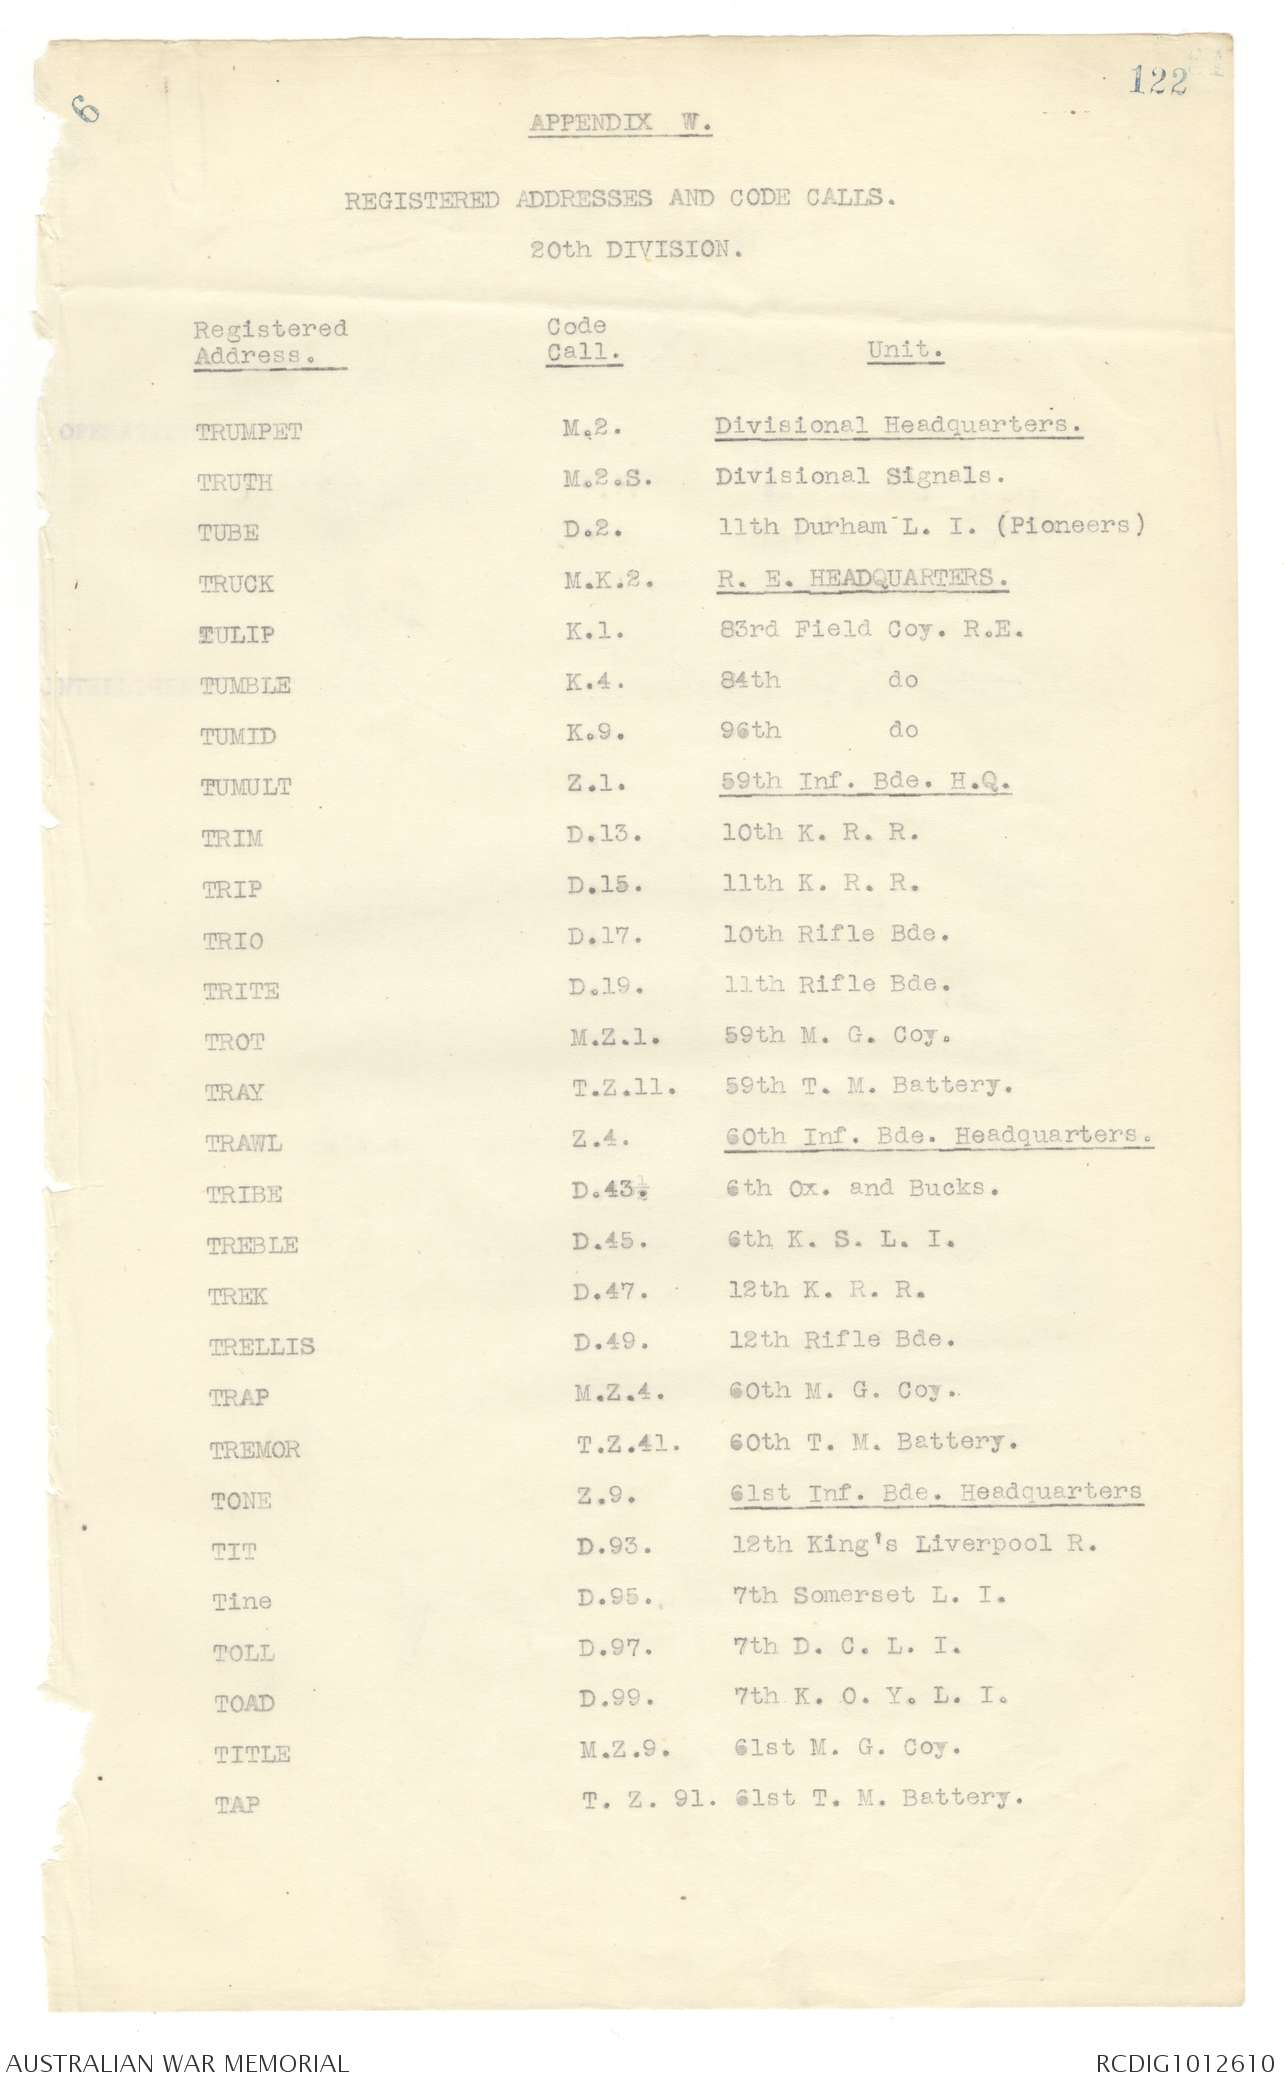 122
6
APPENDIX W.
REGISTERED ADDRESSES AND CODE CALLS.
20th DIVISION.
Registered Address. Code Call. Unit.
TRUMPET M.2. Divisional Headquarters.
TRUTH M.2.S. Divisional Signals.
TUBE D.2. 11th Durham L. I. (Pioneers)
TRUCK M.K.2. R. E. HEADQUARTERS.
TULIP K.1. 83rd Field Coy. R.E.
TUMBLE K.4. 84th do
TUMID K.9. 96th do
TUMULT Z.1. 59th Inf. Bde. H.Q.
TRIM D.13. 10th K. R. R.
TRIP D.15. 11th K. R. R.
TRIO D.17. 10th Rifle Bde.
TRITE D.19. 11th Rifle Bde.
TROT M.Z.1. 59th M. G. Coy.
TRAY T.Z.11. 59th T. M. Battery.
TRAWL Z.4. 60th Inf. Bde. Headquarters.
TRIBE D.43. 6th Ox. and Bucks.
TREBLE D.45. 6th K. S. L. I.
TREK D.47. 12th K. R. R.
TRELLIS D.49. 12th Rifle Bde.
TRAP M.Z.4. 60th M. G. Coy.
TREMOR T.Z.41. 60th T. M. Battery.
TONE Z.9. 61st Inf. Bde. Headquarters
TIT D.93. 12th King's Liverpool R.
Tine D.95. 7th Somerset L. I.
TOLL D.97. 7th D. C. L. I.
TOAD D.99. 7th K. O. Y. L. I.
TITLE M.Z.9. 61st M. G. Coy.
TAP T. Z. 91. 61st T. M. Battery.
AUSTRALIAN WAR MEMORIAL RCDIG1012610